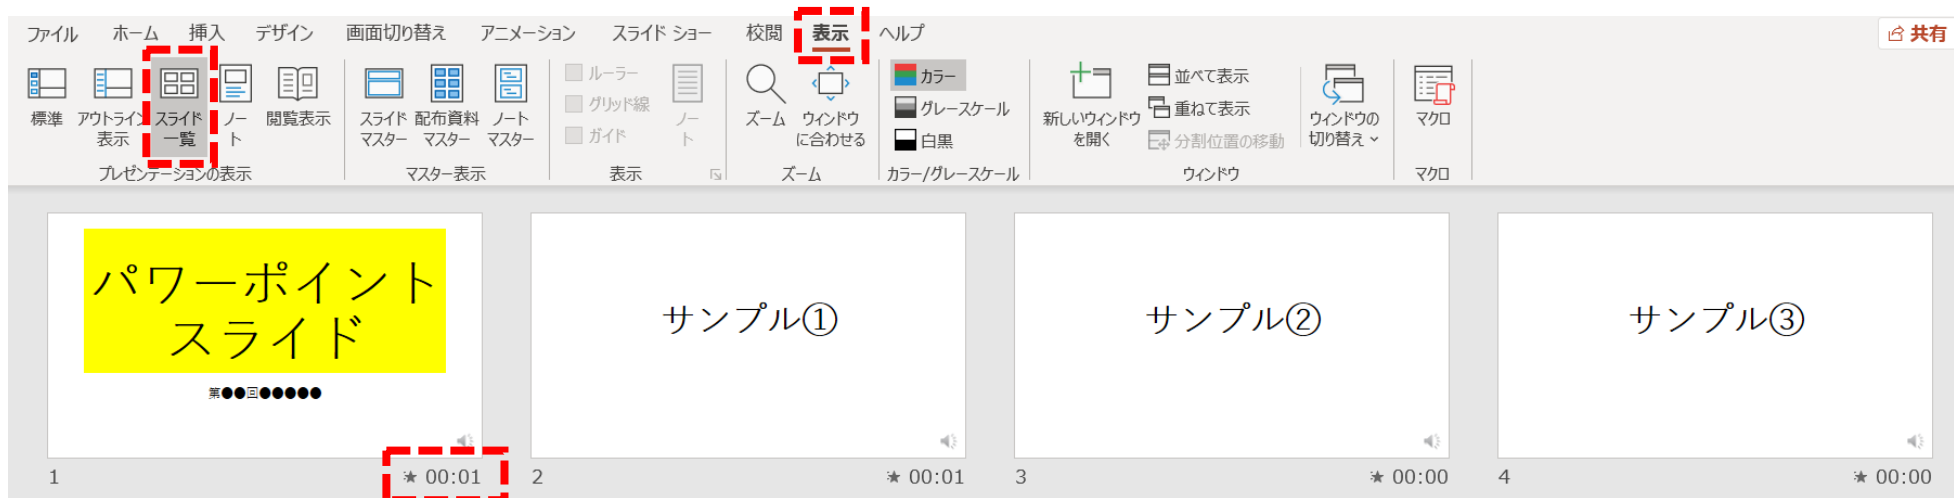 ファイル ホーム 挿入 デザイン 画面切り替え アニメーション スライド ショー 校閲 表示 ヘルプ 共有
標準
アウトライン
表示
スライド
一覧
ノー
ト
閲覧表示
プレゼンテーションの表示
スライド
マスター
配布資料
マスター
ノート
マスター
マスター表示
ルーラー
グリッド線
ガイド
ノー
ト
表示
ズーム
ウィンドウ
に合わせる
ズーム
カラー
グレースケール
白黒
カラー/グレースケール
新しいウィンドウ
を開く
並べて表示
重ねて表示
分割位置の移動
ウィンドウの
切り替え
ウィンドウ
マクロ
マクロ
パワーポイント
スライド
第●●回●●●●●
1 00:01
サンプル①
2 00:01
サンプル②
3 00:00
サンプル③
4 00:00